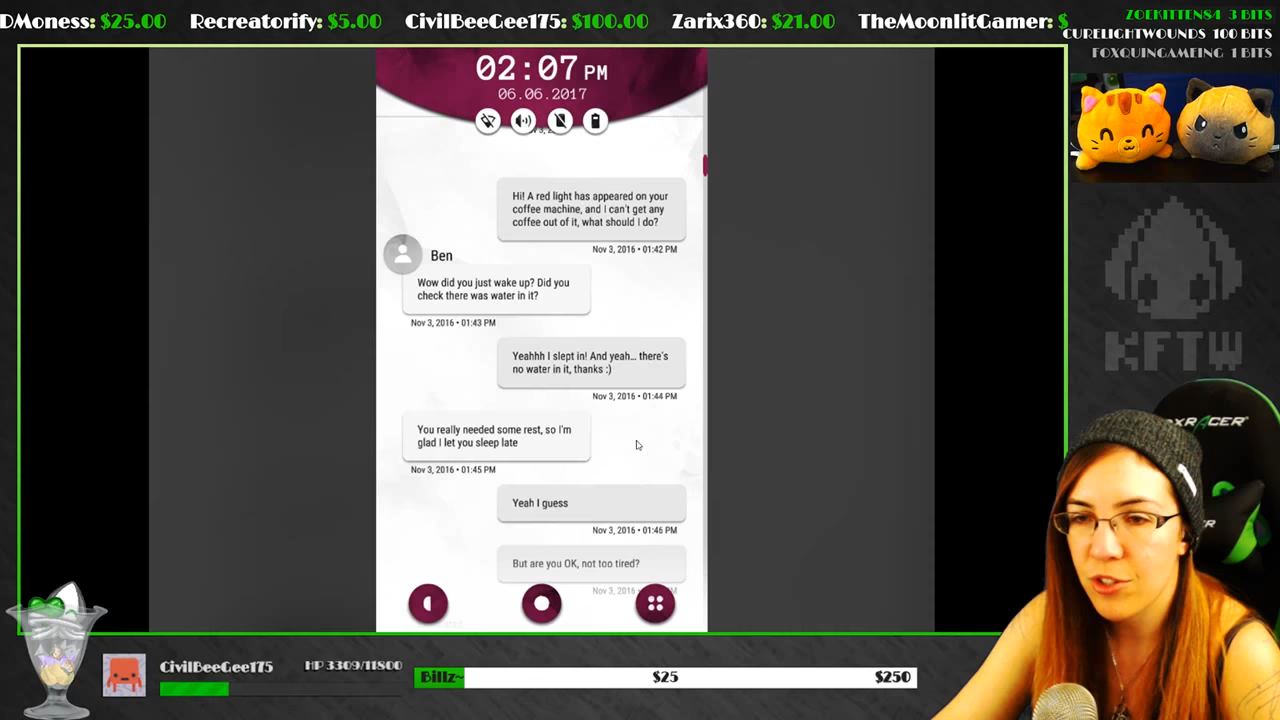 DMoness: $25.00 Recreatorify: $5.00 CivilBeeGee175: $100.00 Zarix360: $21.00 TheMoonlitGamer: $
ZOEKITTENS4 3 BITS
CURELIGHTWOUNDS 100 BITS
FOXQUINGAMEING 1 BITS
02:07 PM
06.06.2017
Hi! A red light has appeared on your
coffee machine, and I can't get any
coffee out of it, what should I do?
Nov 3, 2016 • 01:42 PM
Ben
Wow did you just wake up? Did you
check there was water in it?
Nov 3, 2016 • 01:43 PM
Yeahhh I slept in! And yeah... there's
no water in it, thanks :)
Nov 3, 2016 • 01:44 PM
You really needed some rest, so I'm
glad I let you sleep late
Nov 3, 2016 • 01:45 PM
Yeah I guess
Nov 3, 2016 • 01:46 PM
But are you OK, not too tired?
Nov 3, 2016
KFTW
CivilBeeGee175 HP 3309/11800
Billz~ $25 $250